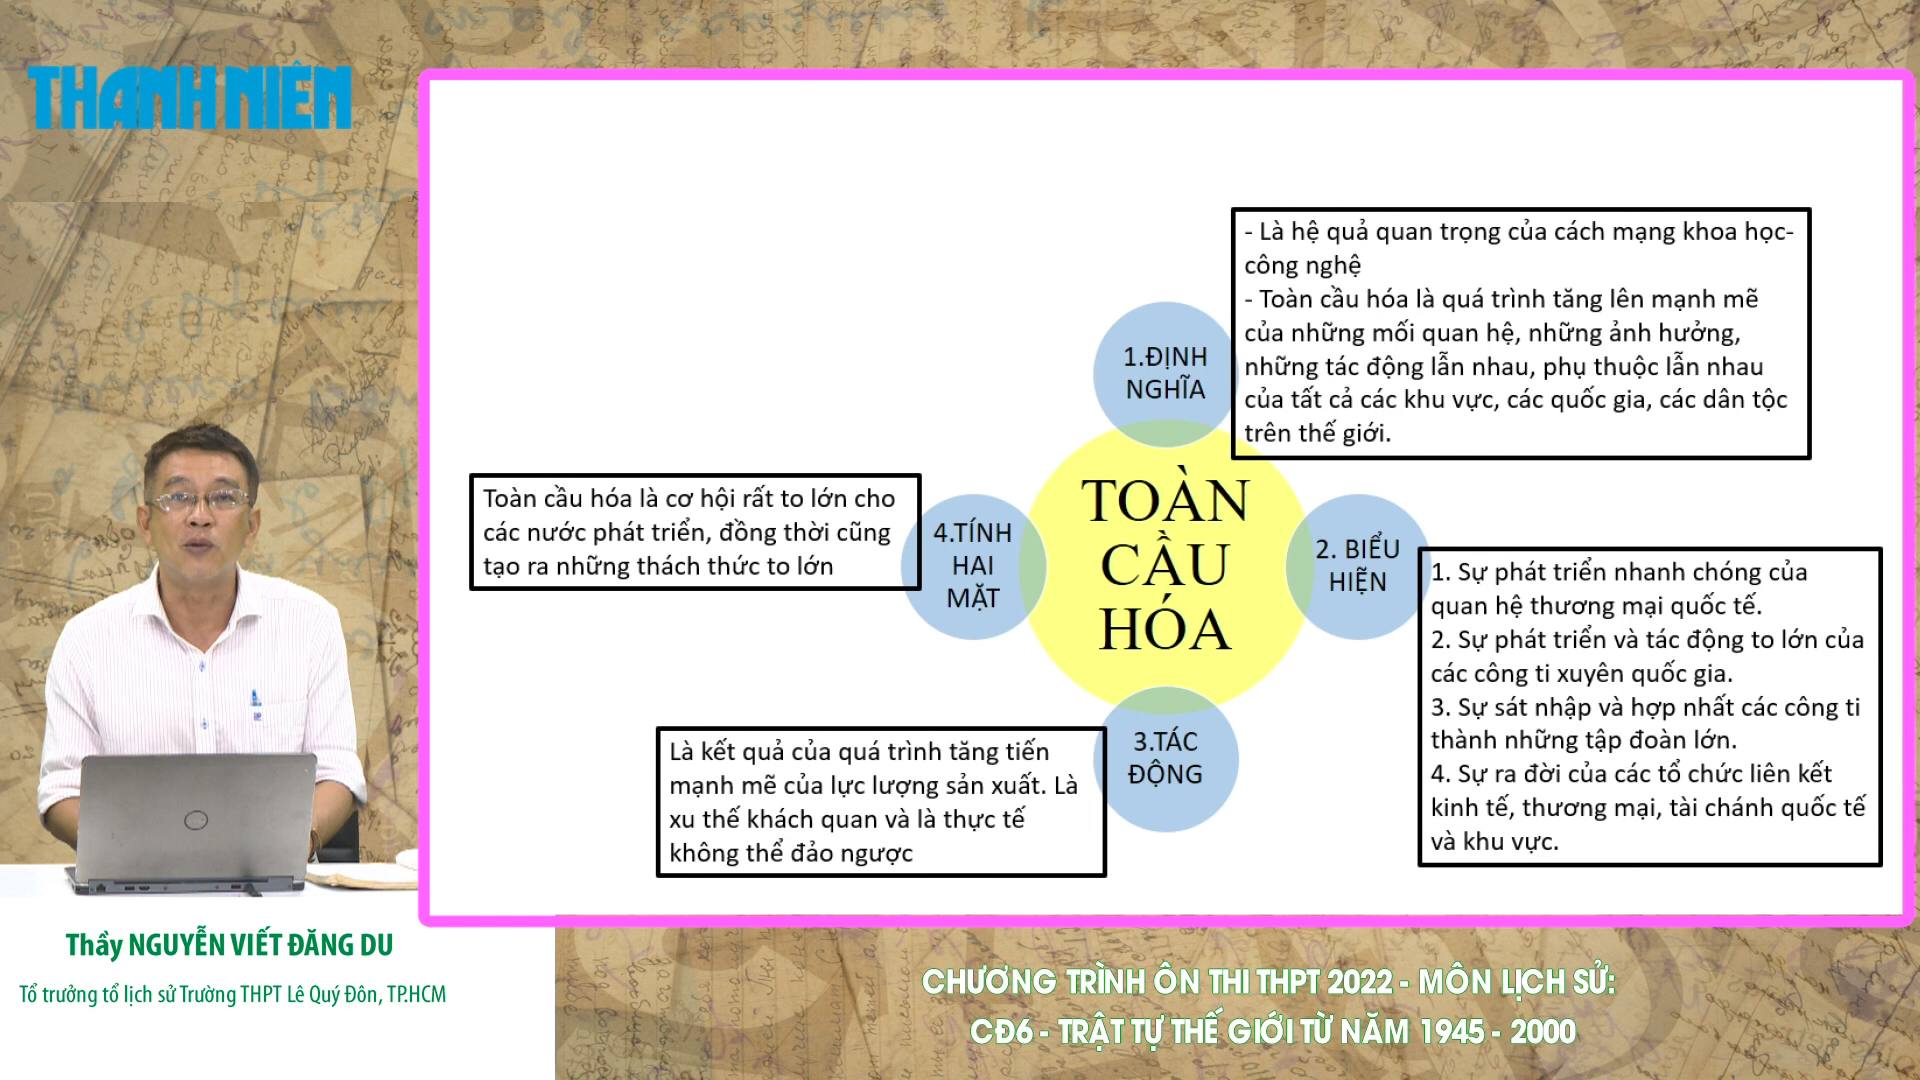 THANH NIÊN
- Là hệ quả quan trọng của cách mạng khoa học-
công nghệ
- Toàn cầu hóa là quá trình tăng lên mạnh mẽ
của những mối quan hệ, những ảnh hưởng,
những tác động lẫn nhau, phụ thuộc lẫn nhau
của tất cả các khu vực, các quốc gia, các dân tộc
trên thế giới.
1.ĐỊNH
NGHĨA
TOÀN
CẦU
HÓA
Toàn cầu hóa là cơ hội rất to lớn cho
các nước phát triển, đồng thời cũng
tạo ra những thách thức to lớn
4.TÍNH
HAI
MẶT
2. BIỂU
HIỆN
1. Sự phát triển nhanh chóng của
quan hệ thương mại quốc tế.
2. Sự phát triển và tác động to lớn của
các công ti xuyên quốc gia.
3. Sự sát nhập và hợp nhất các công ti
thành những tập đoàn lớn.
4. Sự ra đời của các tổ chức liên kết
kinh tế, thương mại, tài chánh quốc tế
và khu vực.
Là kết quả của quá trình tăng tiến
mạnh mẽ của lực lượng sản xuất. Là
xu thế khách quan và là thực tế
không thể đảo ngược
3.TÁC
ĐỘNG
Thầy NGUYỄN VIẾT ĐĂNG DU
Tổ trưởng tổ lịch sử Trường THPT Lê Quý Đôn, TP.HCM
CHƯƠNG TRÌNH ÔN THI THPT 2022 - MÔN LỊCH SỬ:
CĐ6 - TRẬT TỰ THẾ GIỚI TỪ NĂM 1945 - 2000